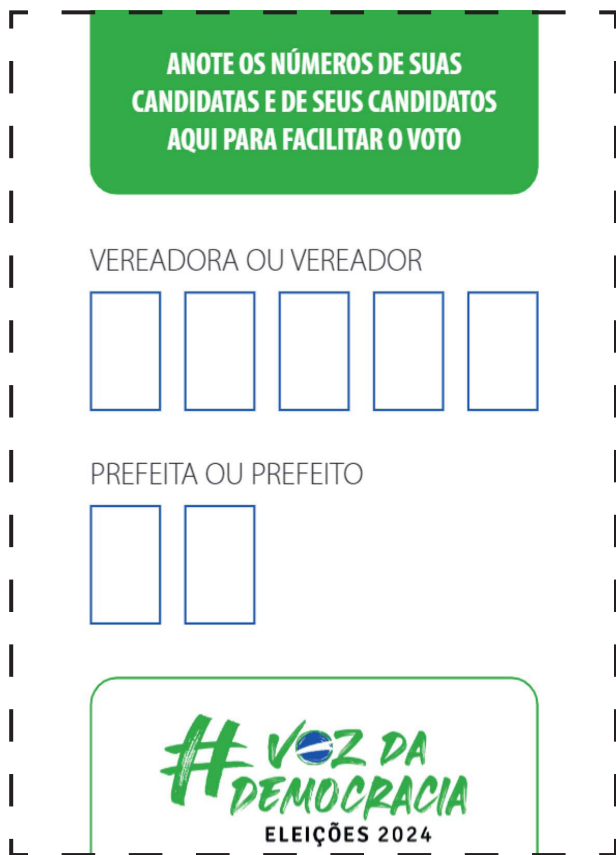 ANOTE OS NÚMEROS DE SUAS
CANDIDATAS E DE SEUS CANDIDATOS
AQUI PARA FACILITAR O VOTO
VEREADORA OU VEREADOR
PREFEITA OU PREFEITO
# VOZ DA
DEMOCRACIA
ELEIÇÕES 2024